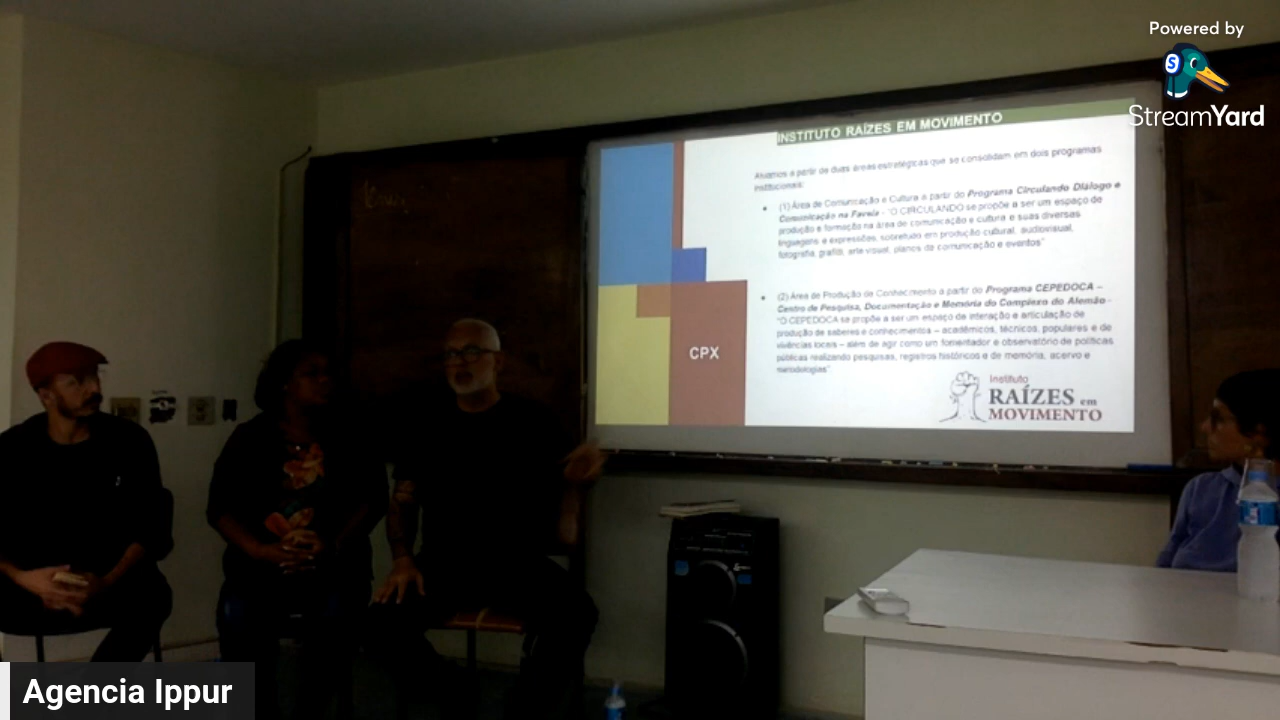 Powered by
StreamYard
INSTITUTO RAÍZES EM MOVIMENTO
Atuamos a partir de duas áreas estratégicas que se consolidam em dois programas
institucionais:
(1) Área de Comunicação e Cultura a partir do Programa Circulando Diálogo e
Comunicação na Favela - "O CIRCULANDO se propõe a ser um espaço de
produção e formação na área de comunicação e cultura e suas diversas
linguagens e expressões, sobretudo em produção cultural, audiovisual,
fotografia, grafiti, arte visual, planos de comunicação e eventos"
(2) Área de Produção de Conhecimento a partir do Programa CEPEDOCA –
Centro de Pesquisa, Documentação e Memória do Complexo do Alemão -
"O CEPEDOCA se propõe a ser um espaço de interação e articulação de
produção de saberes e conhecimentos – acadêmicos, técnicos, populares e de
vivências locais – além de agir como um fomentador e observatório de políticas
públicas realizando pesquisas, registros históricos e de memória, acervo e
metodologias"
CPX
Instituto
RAÍZES em
MOVIMENTO
Agencia Ippur